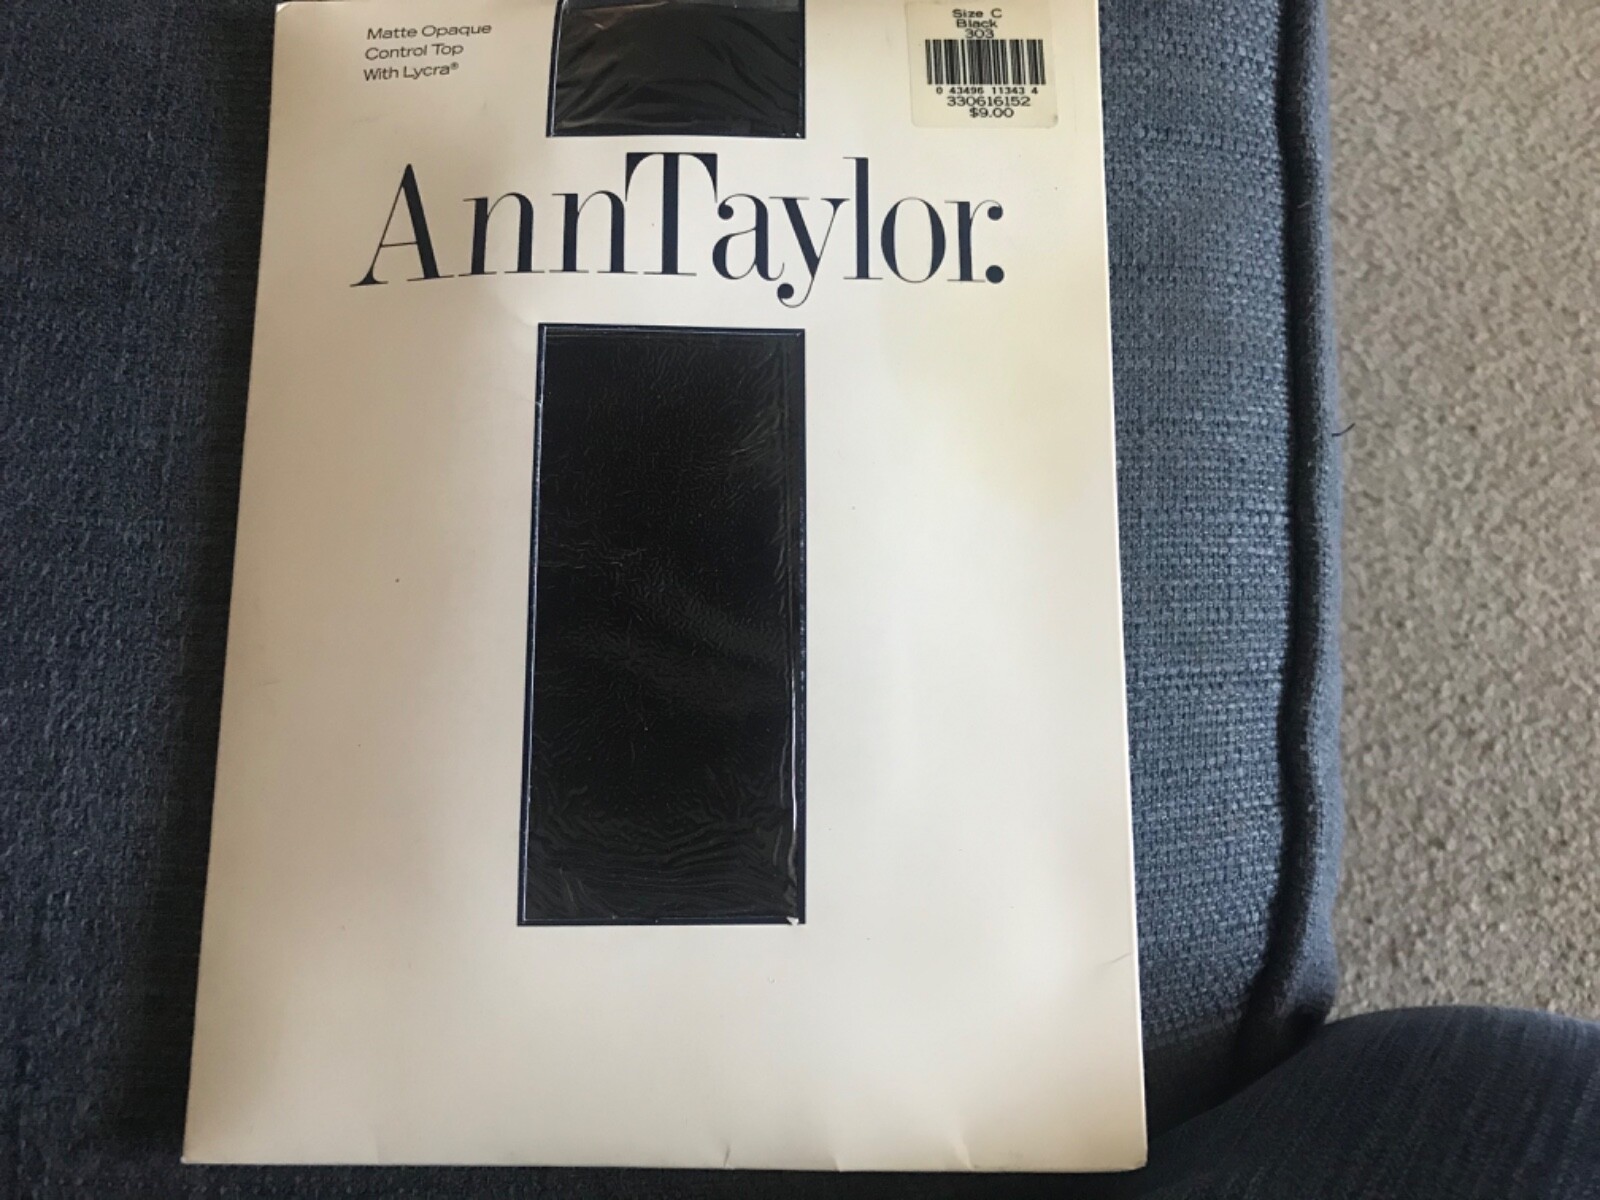 Matte Opaque
Control Top
With Lycra®
Size C
Black
303
0 43496 11343 4
330616152
$9.00
AnnTaylor.